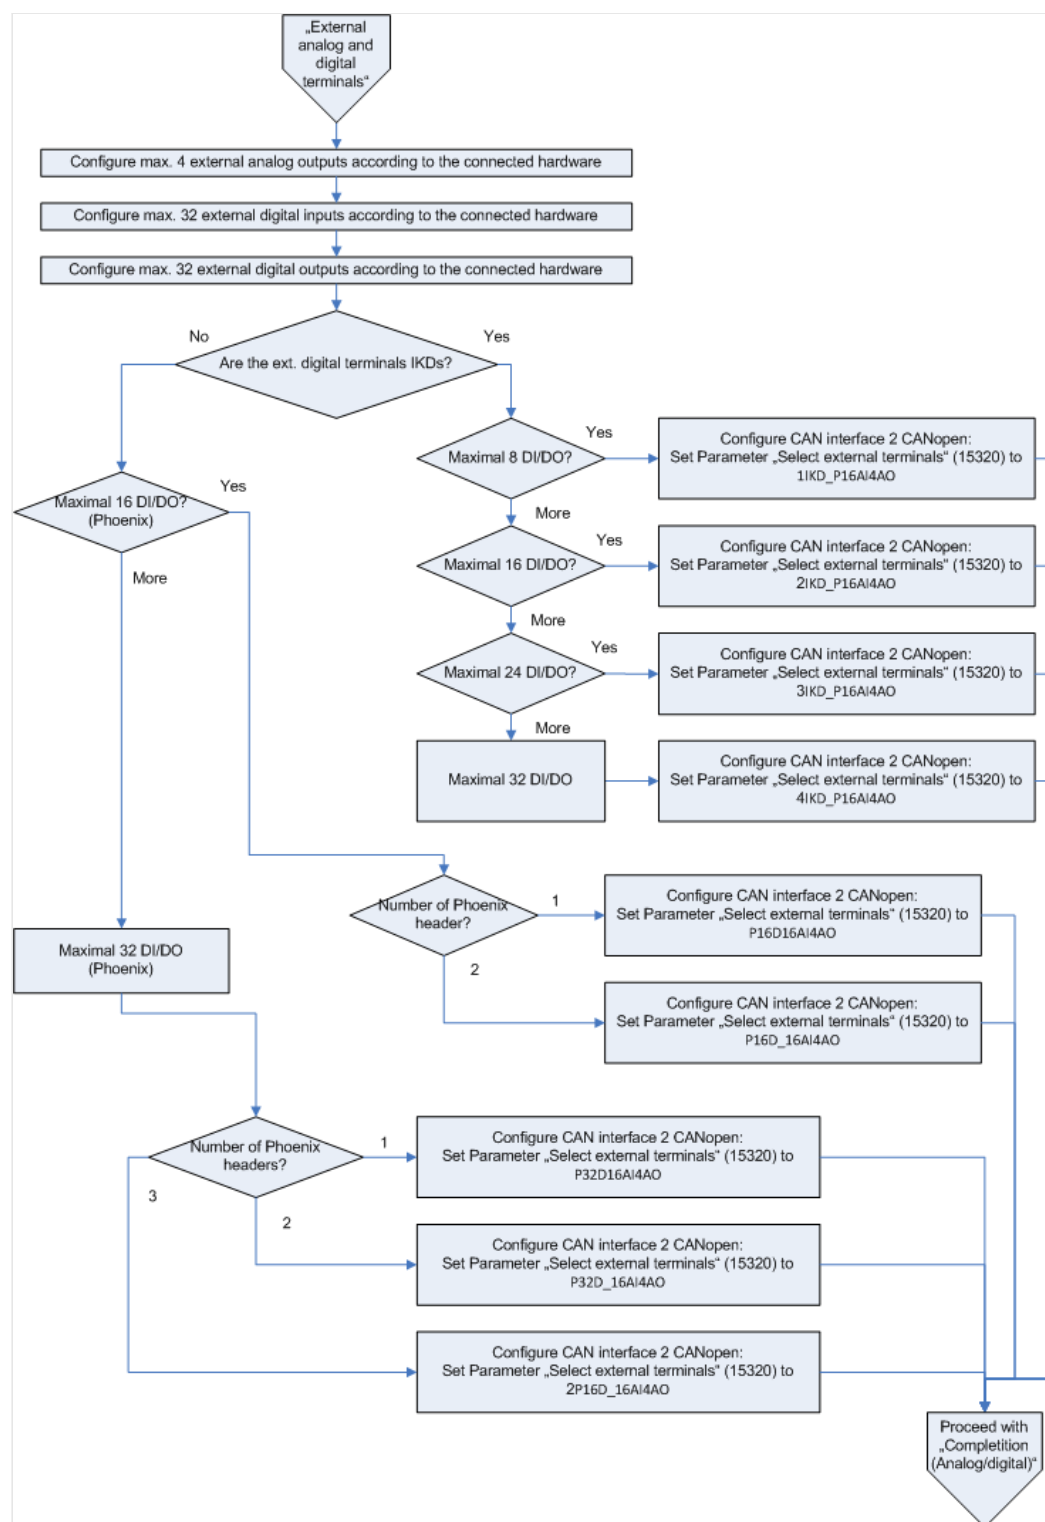 „External
analog and
digital
terminals“
Configure max. 4 external analog outputs according to the connected hardware
Configure max. 32 external digital inputs according to the connected hardware
Configure max. 32 external digital outputs according to the connected hardware
No
Yes
Are the ext. digital terminals IKDs?
Yes
Maximal 8 DI/DO?
Configure CAN interface 2 CANopen:
Set Parameter „Select external terminals“ (15320) to
1IKD_P16AI4AO
Maximal 16 DI/DO?
(Phoenix)
Yes
More
More
Maximal 16 DI/DO?
Yes
Configure CAN interface 2 CANopen:
Set Parameter „Select external terminals“ (15320) to
2IKD_P16AI4AO
More
Maximal 24 DI/DO?
Yes
Configure CAN interface 2 CANopen:
Set Parameter „Select external terminals“ (15320) to
3IKD_P16AI4AO
More
Maximal 32 DI/DO
Configure CAN interface 2 CANopen:
Set Parameter „Select external terminals“ (15320) to
4IKD_P16AI4AO
Number of Phoenix
header?
1
Configure CAN interface 2 CANopen:
Set Parameter „Select external terminals“ (15320) to
P16D16AI4AO
2
Maximal 32 DI/DO
(Phoenix)
Configure CAN interface 2 CANopen:
Set Parameter „Select external terminals“ (15320) to
P16D_16AI4AO
Number of Phoenix
headers?
1
Configure CAN interface 2 CANopen:
Set Parameter „Select external terminals“ (15320) to
P32D16AI4AO
3
2
Configure CAN interface 2 CANopen:
Set Parameter „Select external terminals“ (15320) to
P32D_16AI4AO
Configure CAN interface 2 CANopen:
Set Parameter „Select external terminals“ (15320) to
2P16D_16AI4AO
Proceed with
„Completition
(Analog/digital)“